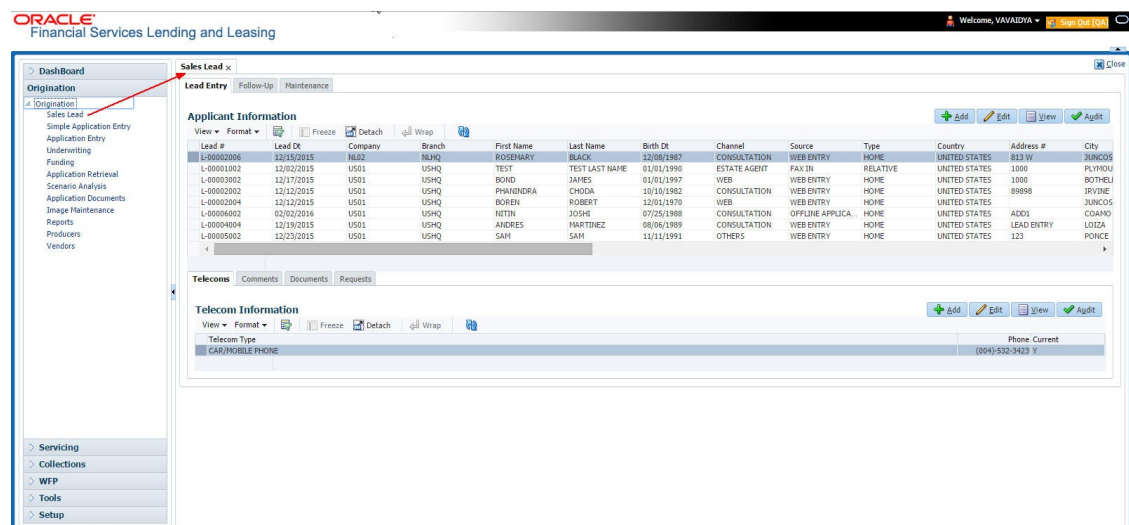 ORACLE®
Financial Services Lending and Leasing
Welcome, VAVAIDYA
Sign Out [QA]
DashBoard
Origination
Origination
Sales Lead
Simple Application Entry
Application Entry
Underwriting
Funding
Application Retrieval
Scenario Analysis
Application Documents
Image Maintenance
Reports
Producers
Vendors
Servicing
Collections
WFP
Tools
Setup
Sales Lead x
Close
Lead Entry Follow-Up Maintenance
Applicant Information
Add Edit View Audit
View Format Freeze Detach Wrap
Lead # Lead Dt Company Branch First Name Last Name Birth Dt Channel Source Type Country Address # City
L-00002006 12/15/2015 NL02 NLHQ ROSEMARY BLACK 12/08/1987 CONSULTATION WEB ENTRY HOME UNITED STATES 813 W JUNCOS
L-00001002 12/02/2015 US01 USHQ TEST TEST LAST NAME 01/01/1990 ESTATE AGENT FAX IN RELATIVE UNITED STATES 1000 PLYMOU
L-00003002 12/17/2015 US01 USHQ BOND JAMES 01/01/1997 WEB WEB ENTRY HOME UNITED STATES 1000 BOTHELI
L-00002002 12/12/2015 US01 USHQ PHANINDRA CHODA 10/10/1982 CONSULTATION WEB ENTRY HOME UNITED STATES 89898 IRVINE
L-00002004 12/12/2015 US01 USHQ BOREN ROBERT 12/01/1970 WEB WEB ENTRY HOME UNITED STATES JUNCOS
L-00006002 02/02/2016 US01 USHQ NITIN JOSHI 07/25/1988 CONSULTATION OFFLINE APPLICA... HOME UNITED STATES ADD1 COAMO
L-00004004 12/19/2015 US01 USHQ ANDRES MARTINEZ 08/06/1989 CONSULTATION WEB ENTRY HOME UNITED STATES LEAD ENTRY LOIZA
L-00005002 12/23/2015 US01 USHQ SAM SAM 11/11/1991 OTHERS WEB ENTRY HOME UNITED STATES 123 PONCE
Telecoms Comments Documents Requests
Telecom Information
Add Edit View Audit
View Format Freeze Detach Wrap
Telecom Type Phone Current
CAR/MOBILE PHONE (004)-532-3423 Y